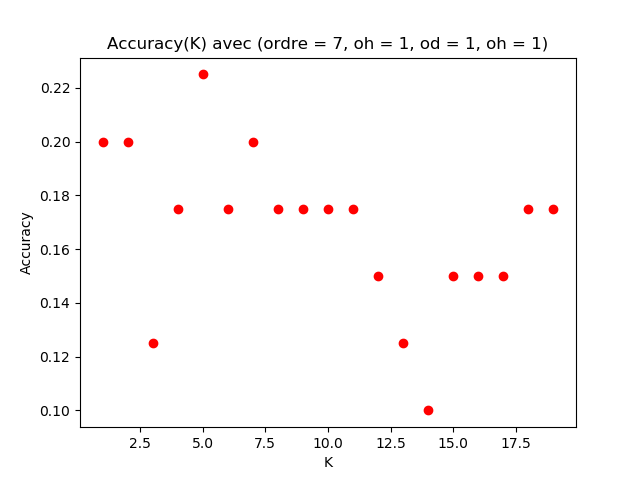 Accuracy(K) avec (ordre = 7, oh = 1, od = 1, oh = 1)
0.22
0.20
0.18
0.16
0.14
0.12
0.10
Accuracy
2.5 5.0 7.5 10.0 12.5 15.0 17.5
K